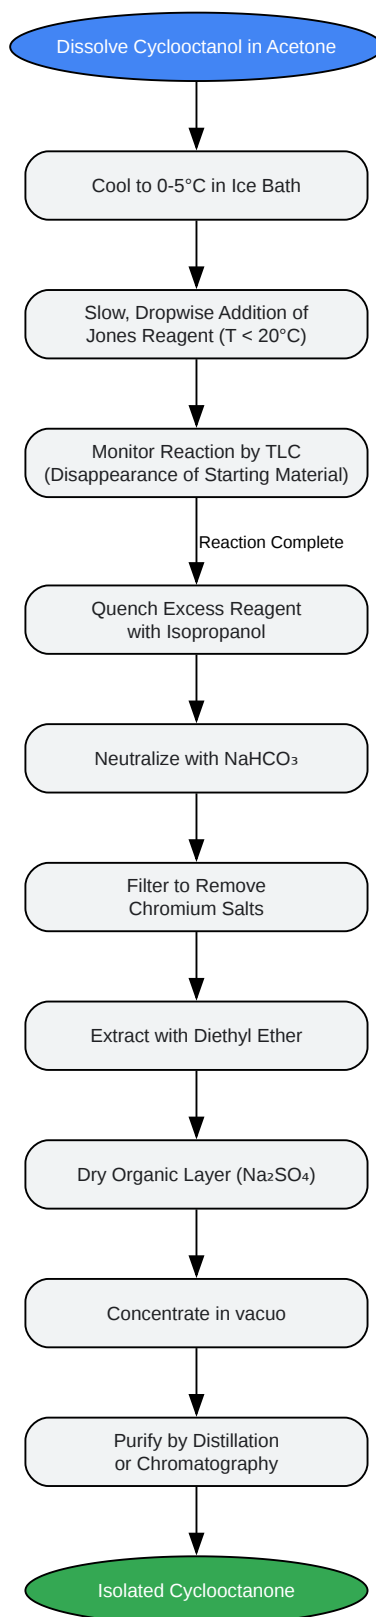 Dissolve Cyclooctanol in Acetone
Cool to 0-5°C in Ice Bath
Slow, Dropwise Addition of
Jones Reagent (T < 20°C)
Monitor Reaction by TLC
(Disappearance of Starting Material)
Reaction Complete
Quench Excess Reagent
with Isopropanol
Neutralize with NaHCO₃
Filter to Remove
Chromium Salts
Extract with Diethyl Ether
Dry Organic Layer (Na₂SO₄)
Concentrate in vacuo
Purify by Distillation
or Chromatography
Isolated Cyclooctanone